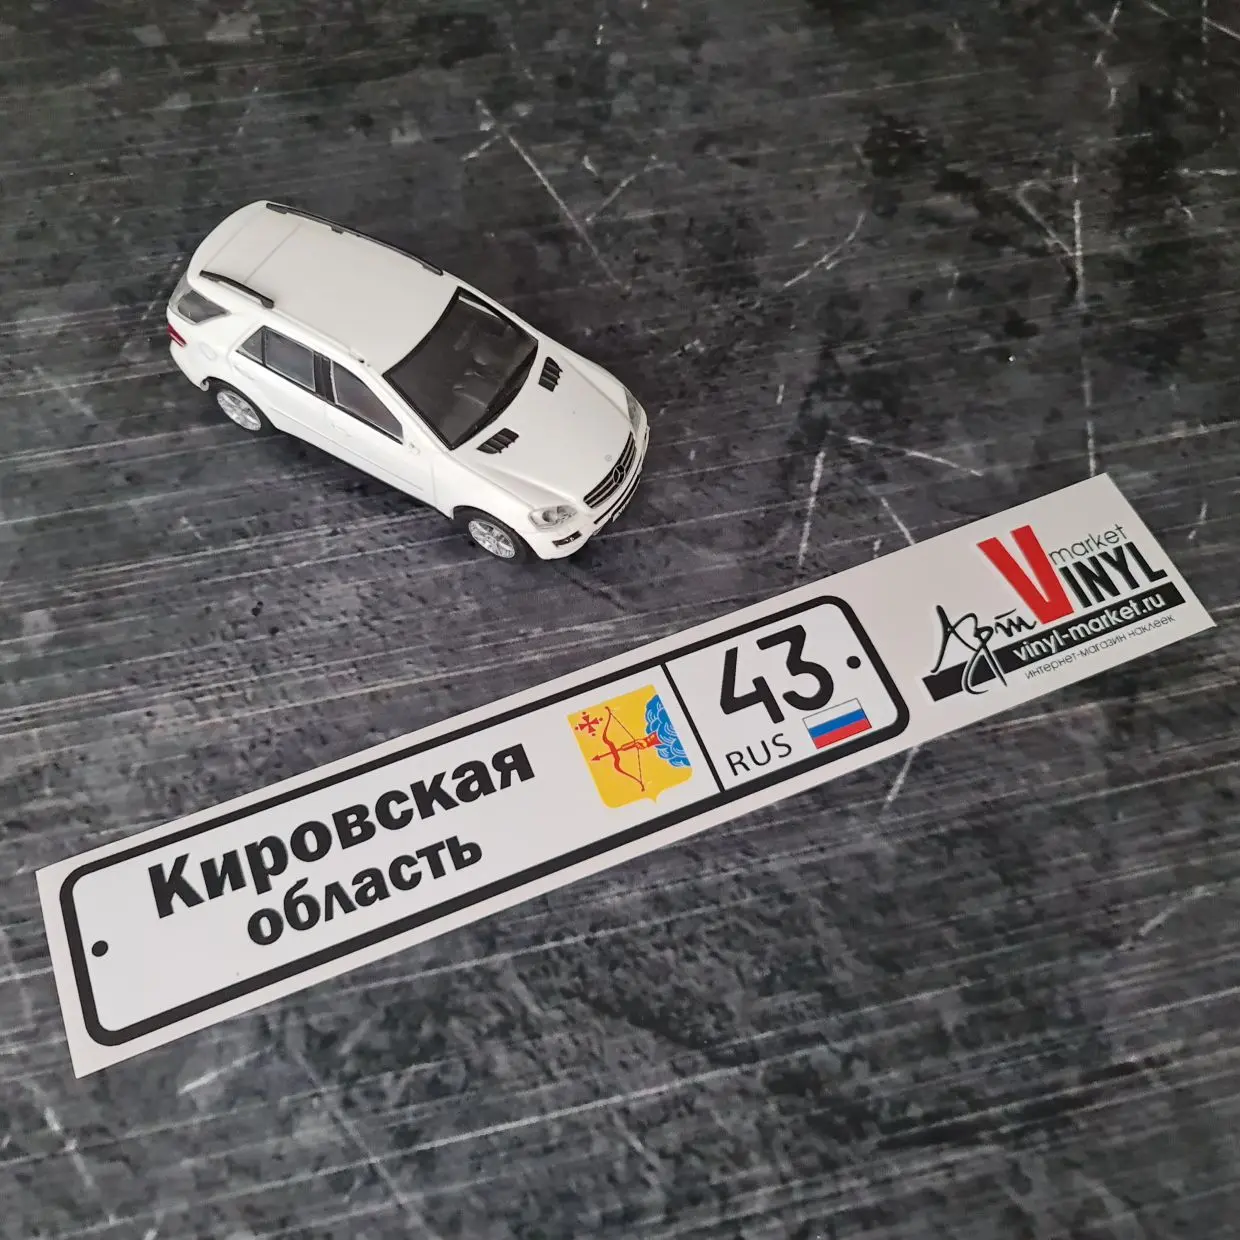 Кировская
область
43
RUS
market
VINYL
Арт
vinyl-market.ru
интернет-магазин наклеек